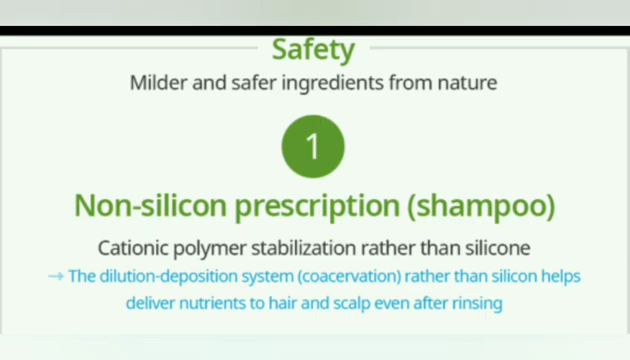 Safety
Milder and safer ingredients from nature
1
Non-silicon prescription (shampoo)
Cationic polymer stabilization rather than silicone
→ The dilution-deposition system (coacervation) rather than silicon helps
deliver nutrients to hair and scalp even after rinsing